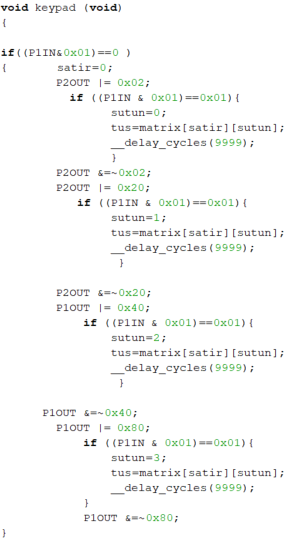 void keypad (void)
{
if((P1IN&0x01)==0 )
{ satir=0;
P2OUT |= 0x02;
if ((P1IN & 0x01)==0x01){
sutun=0;
tus=matrix[satir][sutun];
__delay_cycles(9999);
}
P2OUT &=~0x02;
P2OUT |= 0x20;
if ((P1IN & 0x01)==0x01){
sutun=1;
tus=matrix[satir][sutun];
__delay_cycles(9999);
}
P2OUT &=~0x20;
P1OUT |= 0x40;
if ((P1IN & 0x01)==0x01){
sutun=2;
tus=matrix[satir][sutun];
__delay_cycles(9999);
}
P1OUT &=~0x40;
P1OUT |= 0x80;
if ((P1IN & 0x01)==0x01){
sutun=3;
tus=matrix[satir][sutun];
__delay_cycles(9999);
}
P1OUT &=~0x80;
}